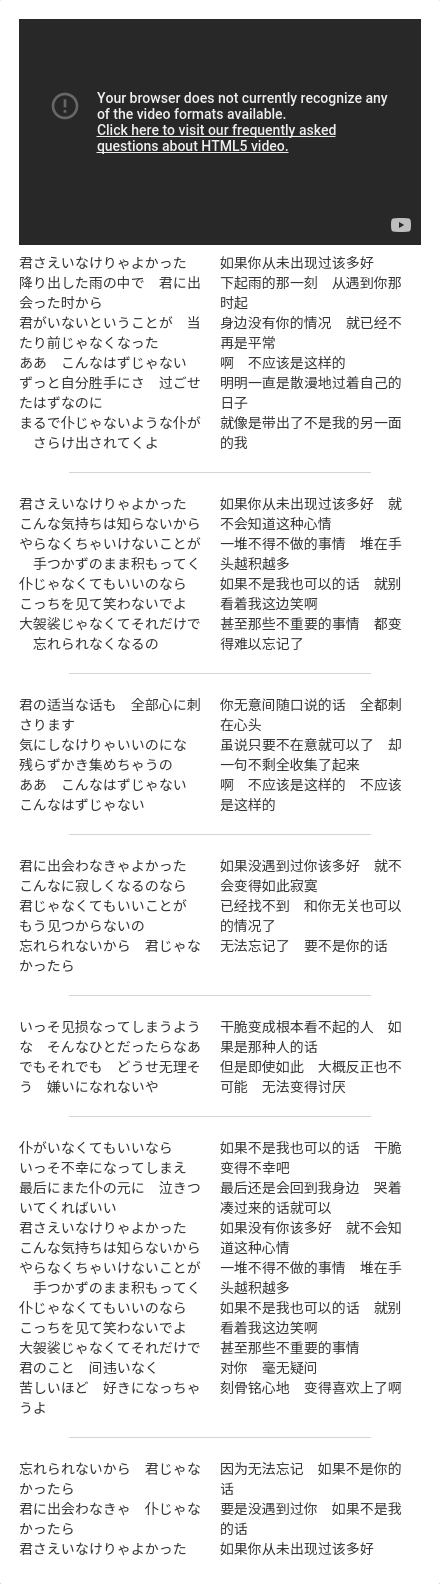 Your browser does not currently recognize any
of the video formats available.
Click here to visit our frequently asked
questions about HTML5 video.
君さえいなけりゃよかった
降り出した雨の中で　君に出
会った时から
君がいないということが　当
たり前じゃなくなった
ああ　こんなはずじゃない
ずっと自分胜手にさ　过ごせ
たはずなのに
まるで仆じゃないような仆が
　さらけ出されてくよ
如果你从未出现过该多好
下起雨的那一刻　从遇到你那
时起
身边没有你的情况　就已经不
再是平常
啊　不应该是这样的
明明一直是散漫地过着自己的
日子
就像是带出了不是我的另一面
的我
君さえいなけりゃよかった
こんな気持ちは知らないから
やらなくちゃいけないことが
　手つかずのまま积もってく
仆じゃなくてもいいのなら
こっちを见て笑わないでよ
大袈裟じゃなくてそれだけで
　忘れられなくなるの
如果你从未出现过该多好　就
不会知道这种心情
一堆不得不做的事情　堆在手
头越积越多
如果不是我也可以的话　就别
看着我这边笑啊
甚至那些不重要的事情　都变
得难以忘记了
君の适当な话も　全部心に刺
さります
気にしなけりゃいいのにな
残らずかき集めちゃうの
ああ　こんなはずじゃない
こんなはずじゃない
你无意间随口说的话　全都刺
在心头
虽说只要不在意就可以了　却
一句不剩全收集了起来
啊　不应该是这样的　不应该
是这样的
君に出会わなきゃよかった
こんなに寂しくなるのなら
君じゃなくてもいいことが
もう见つからないの
忘れられないから　君じゃな
かったら
如果没遇到过你该多好　就不
会变得如此寂寞
已经找不到　和你无关也可以
的情况了
无法忘记了　要不是你的话
いっそ见损なってしまうよう
な　そんなひとだったらなあ
でもそれでも　どうせ无理そ
う　嫌いになれないや
干脆变成根本看不起的人　如
果是那种人的话
但是即使如此　大概反正也不
可能　无法变得讨厌
仆がいなくてもいいなら
いっそ不幸になってしまえ
最后にまた仆の元に　泣きつ
いてくればいい
君さえいなけりゃよかった
こんな気持ちは知らないから
やらなくちゃいけないことが
　手つかずのまま积もってく
仆じゃなくてもいいのなら
こっちを见て笑わないでよ
大袈裟じゃなくてそれだけで
君のこと　间违いなく
苦しいほど　好きになっちゃ
うよ
如果不是我也可以的话　干脆
变得不幸吧
最后还是会回到我身边　哭着
凑过来的话就可以
如果没有你该多好　就不会知
道这种心情
一堆不得不做的事情　堆在手
头越积越多
如果不是我也可以的话　就别
看着我这边笑啊
甚至那些不重要的事情
对你　毫无疑问
刻骨铭心地　变得喜欢上了啊
忘れられないから　君じゃな
かったら
君に出会わなきゃ　仆じゃな
かったら
君さえいなけりゃよかった
因为无法忘记　如果不是你的
话
要是没遇到过你　如果不是我
的话
如果你从未出现过该多好